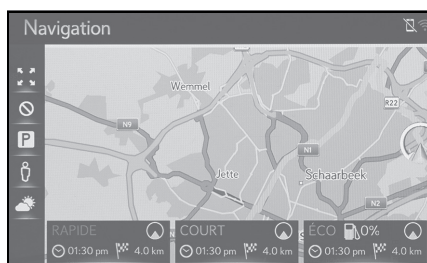 Navigation
Wemmel
R22
N9
N1
Jette
Schaarbeek
N2
RAPIDE
COURT
ÉCO 0%
01:30 pm 4.0 km
01:30 pm 4.0 km
01:30 pm 4.0 km
P